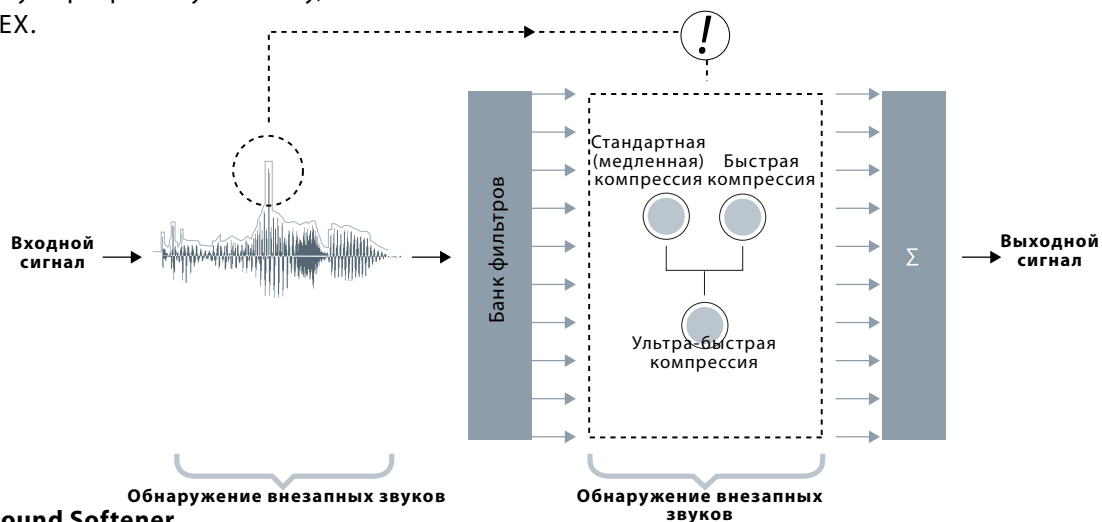 EX.
!
Стандартная
(медленная)
компрессия
Быстрая
компрессия
Банк фильтров
Входной
сигнал
Σ
Выходной
сигнал
Ультра-быстрая
компрессия
Обнаружение внезапных звуков
Обнаружение внезапных
звуков
ound Softener